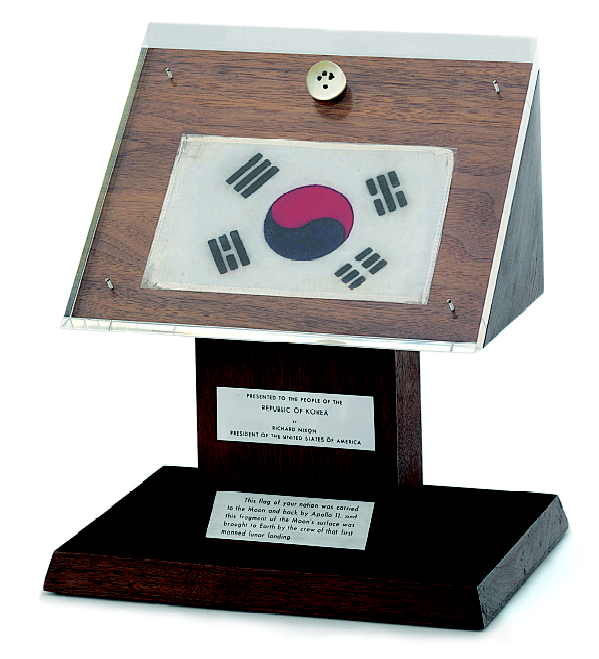 PRESENTED TO THE PEOPLE OF THE
REPUBLIC OF KOREA
BY
RICHARD NIXON
PRESIDENT OF THE UNITED STATES OF AMERICA
This flag of your nation was carried
to the Moon and back by Apollo 11, and
this fragment of the Moon's surface was
brought to Earth by the crew of that first
manned lunar landing